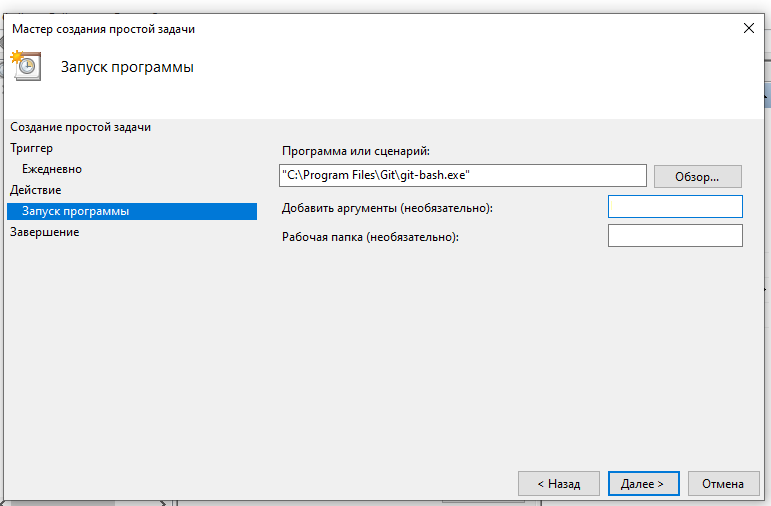 Мастер создания простой задачи
Запуск программы
Создание простой задачи
Триггер
Ежедневно
Действие
Запуск программы
Завершение
Программа или сценарий:
"C:\Program Files\Git\git-bash.exe"
Обзор...
Добавить аргументы (необязательно):
Рабочая папка (необязательно):
< Назад
Далее >
Отмена